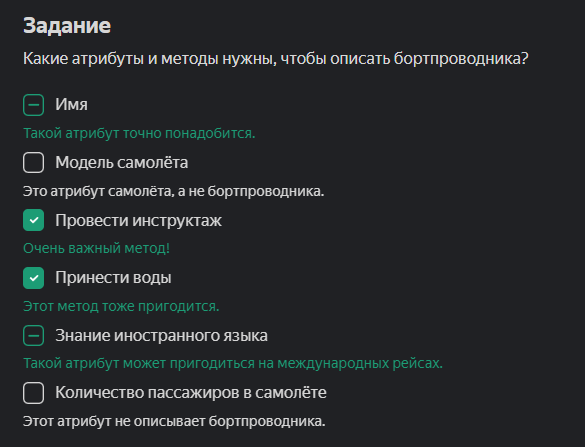 Задание
Какие атрибуты и методы нужны, чтобы описать бортпроводника?
Имя
Такой атрибут точно понадобится.
Модель самолёта
Это атрибут самолёта, а не бортпроводника.
Провести инструктаж
Очень важный метод!
Принести воды
Этот метод тоже пригодится.
Знание иностранного языка
Такой атрибут может пригодиться на международных рейсах.
Количество пассажиров в самолёте
Этот атрибут не описывает бортпроводника.